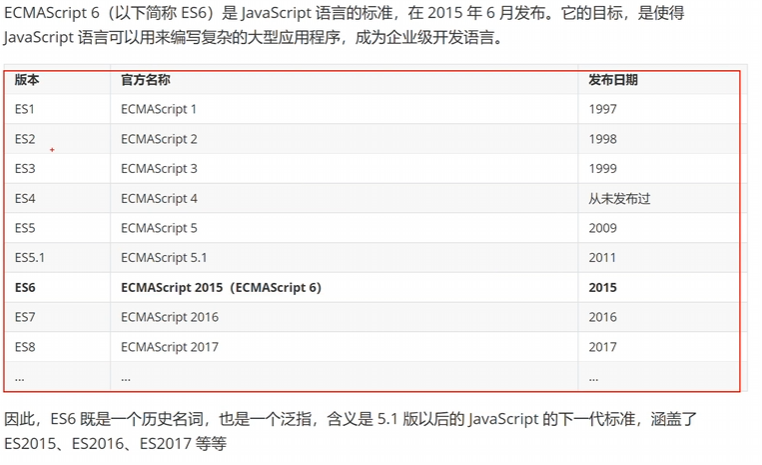 ECMAScript 6（以下简称 ES6）是 JavaScript 语言的标准，在 2015 年 6 月发布。它的目标，是使得
JavaScript 语言可以用来编写复杂的大型应用程序，成为企业级开发语言。
版本 官方名称 发布日期
ES1 ECMAScript 1 1997
ES2 ECMAScript 2 1998
ES3 ECMAScript 3 1999
ES4 ECMAScript 4 从未发布过
ES5 ECMAScript 5 2009
ES5.1 ECMAScript 5.1 2011
ES6 ECMAScript 2015（ECMAScript 6） 2015
ES7 ECMAScript 2016 2016
ES8 ECMAScript 2017 2017
... ... ...
因此，ES6 既是一个历史名词，也是一个泛指，含义是 5.1 版以后的 JavaScript 的下一代标准，涵盖了
ES2015、ES2016、ES2017 等等